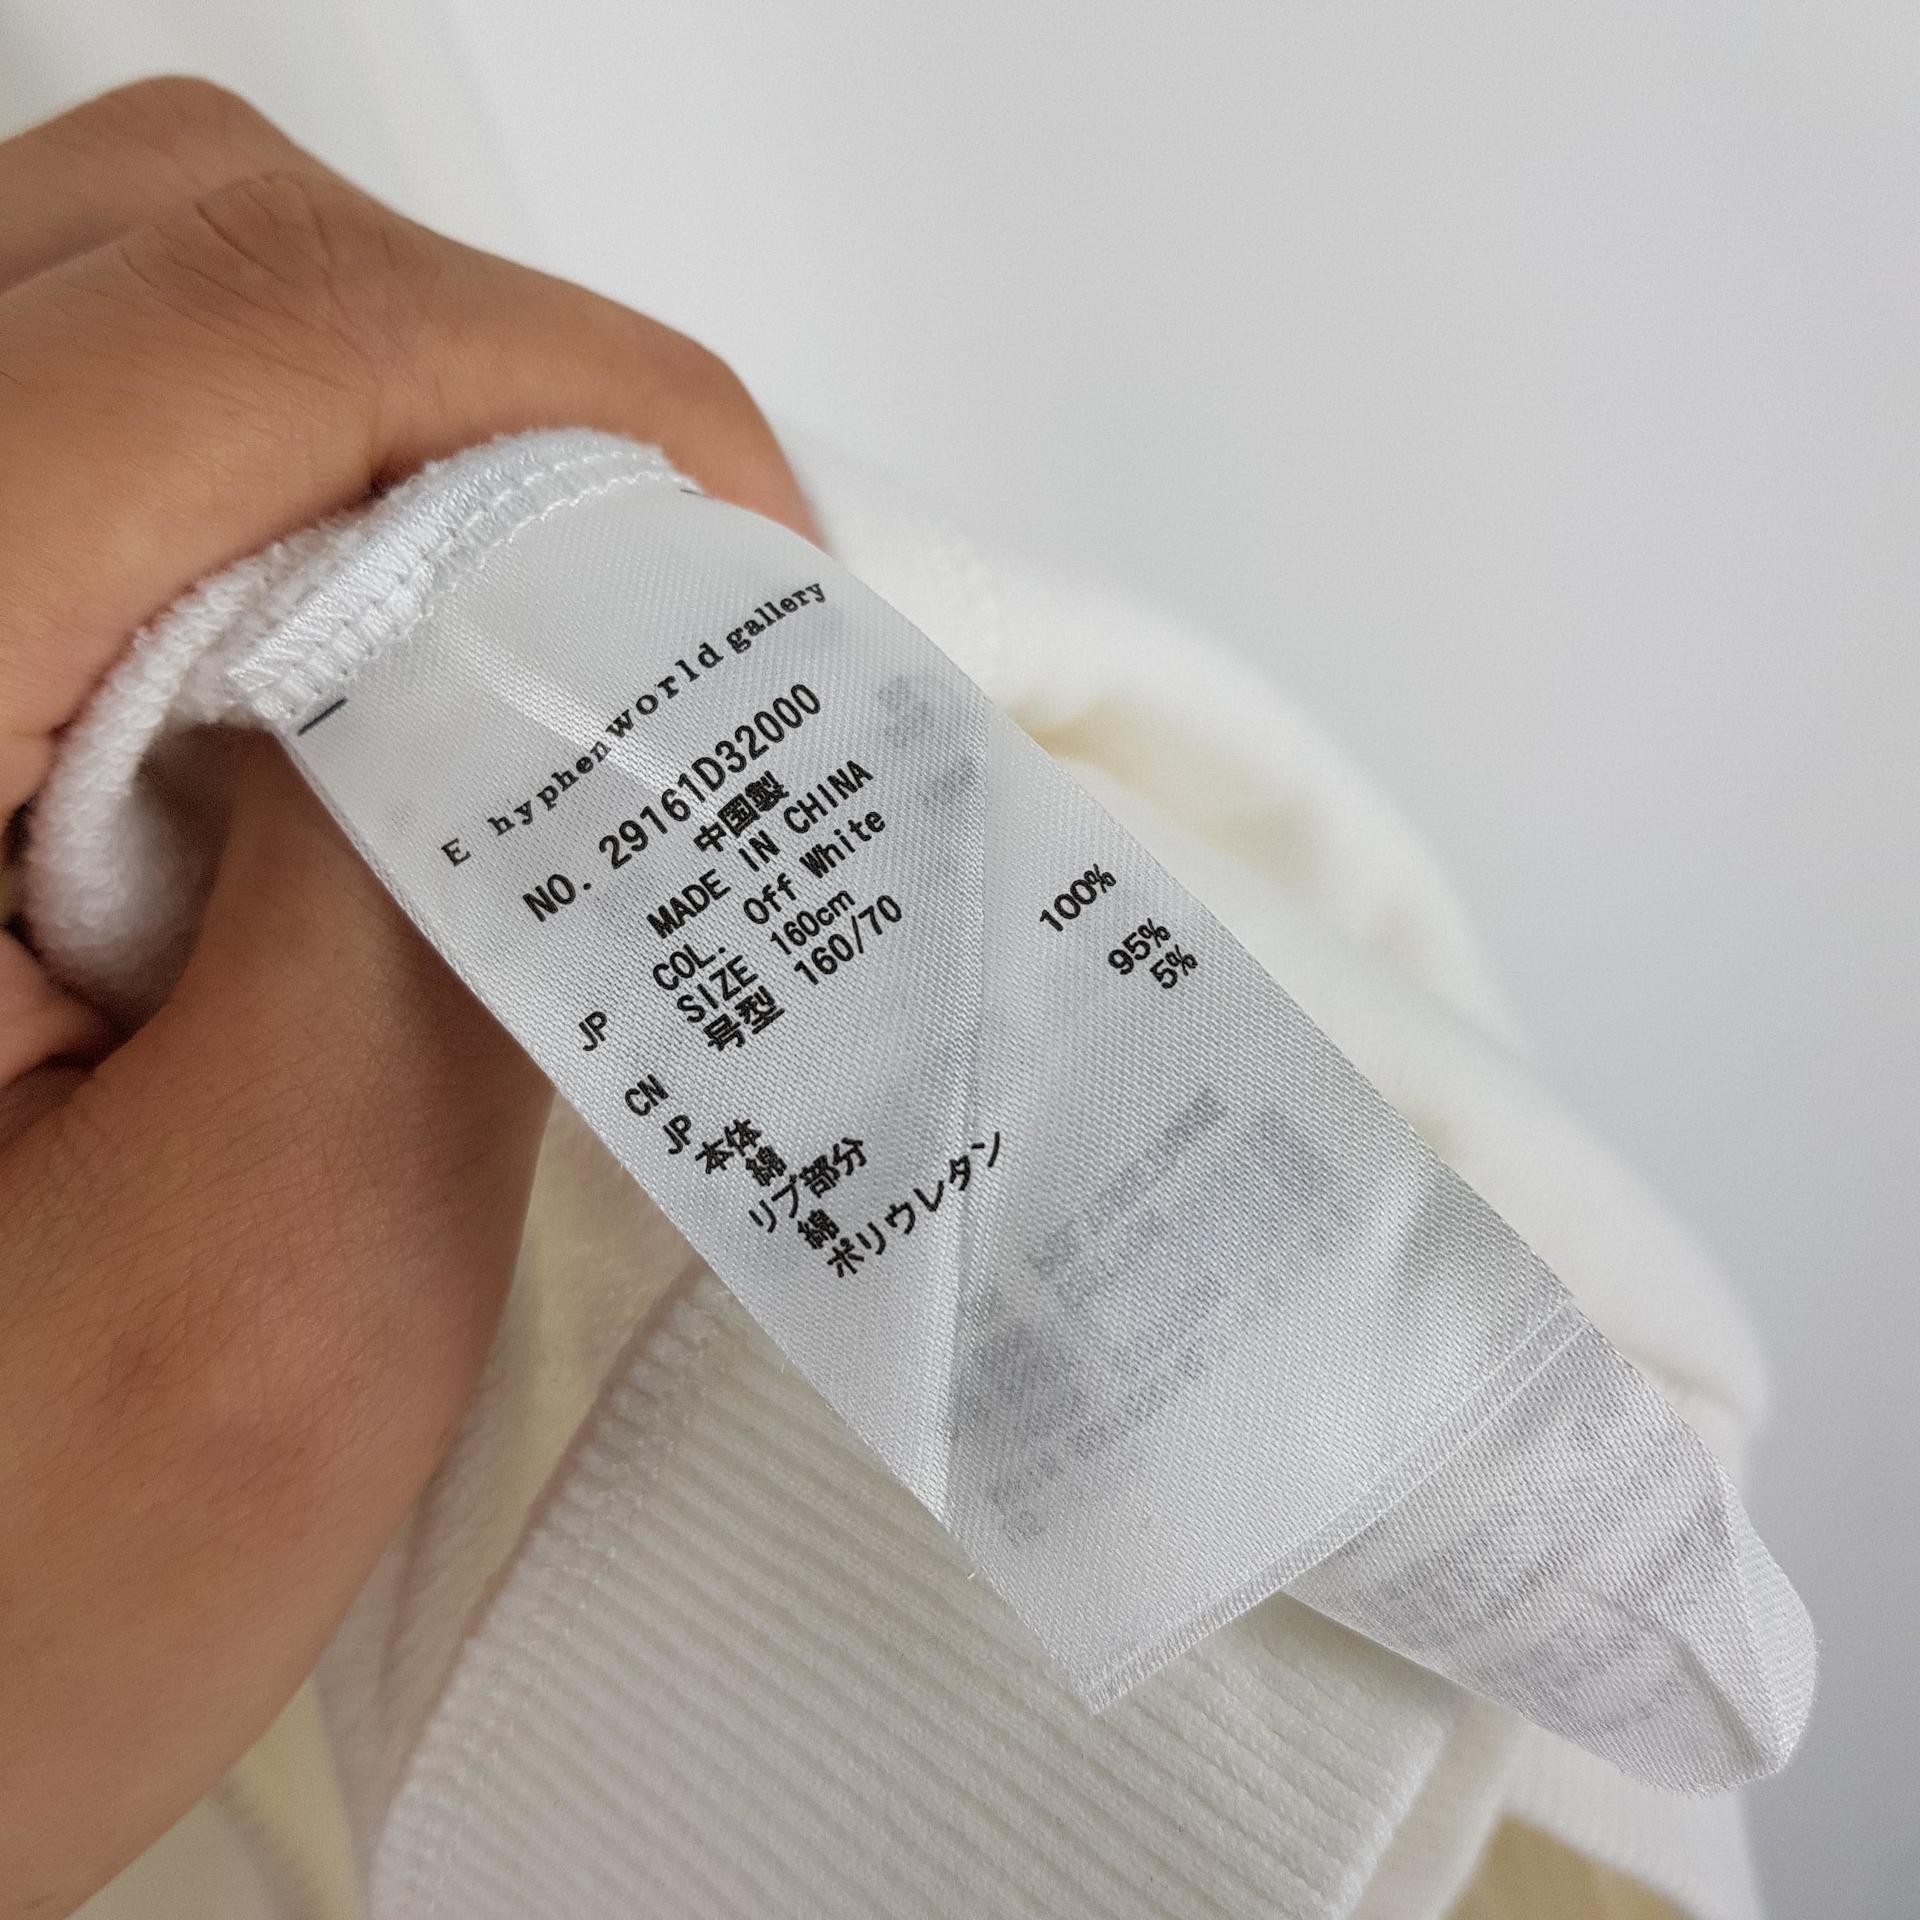 E hyphen world gallery
NO. 29161D32000
中国製
MADE IN CHINA
COL. Off White
JP SIZE 160cm
CN 号型 160/70
JP
本体
綿 100%
リブ部分
綿 95%
ポリウレタン 5%